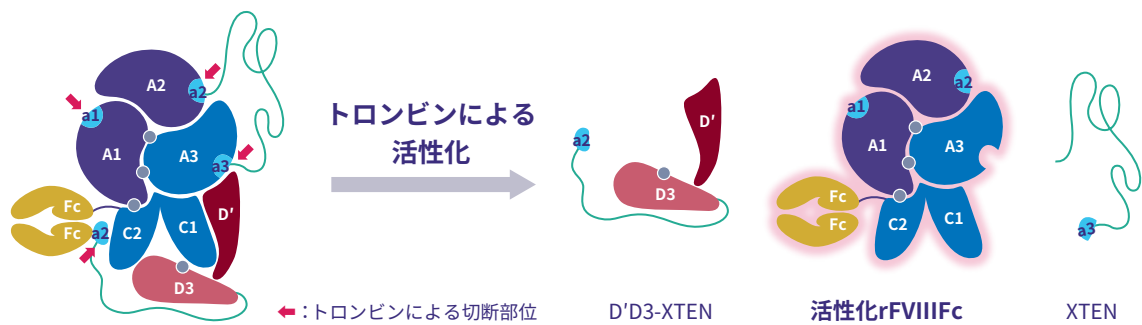 A2
a2
a1
A1
A3
a3
Fc
Fc
a2
C2
C1
D′
D3
：トロンビンによる切断部位
トロンビンによる
活性化
a2
D′
D3
D′D3-XTEN
A2
a2
a1
A1
A3
Fc
Fc
C2
C1
活性化rFVIIIFc
a3
XTEN